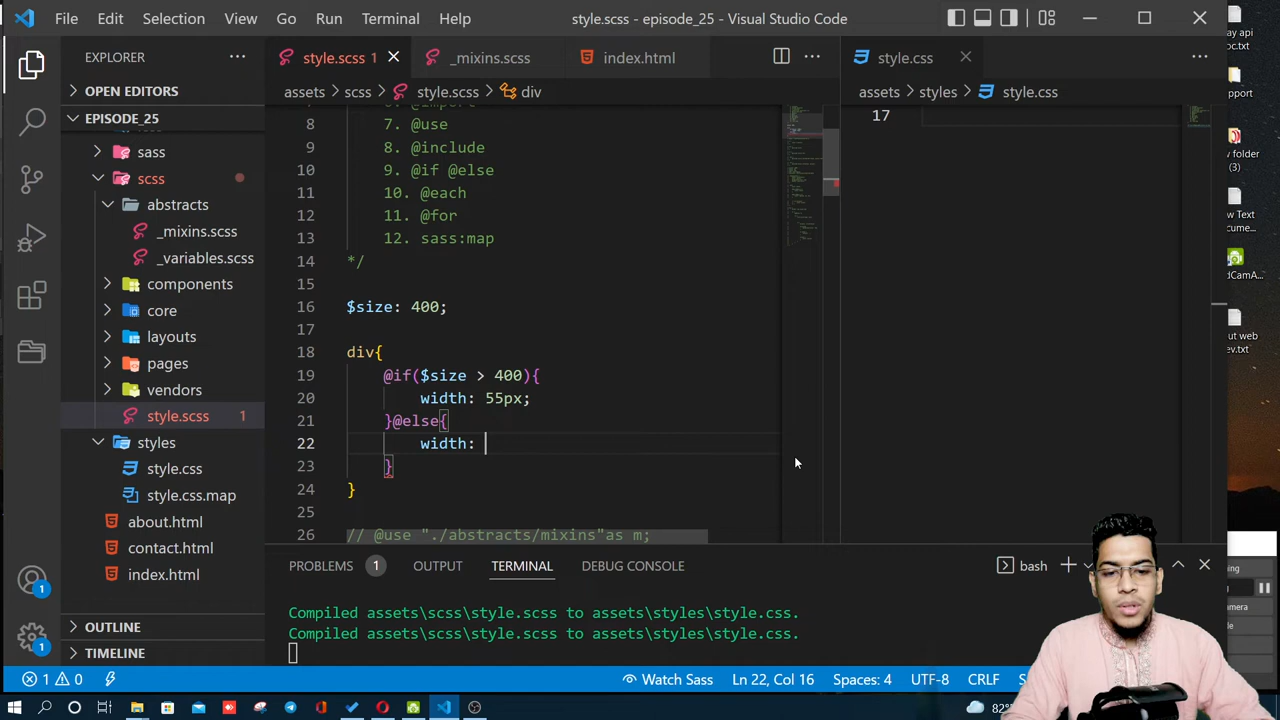 File Edit Selection View Go Run Terminal Help
style.scss - episode_25 - Visual Studio Code
EXPLORER
OPEN EDITORS
EPISODE_25
sass
scss
abstracts
_mixins.scss
_variables.scss
components
core
layouts
pages
vendors
style.scss 1
styles
style.css
style.css.map
about.html
contact.html
index.html
OUTLINE
TIMELINE
style.scss 1
_mixins.scss
index.html
assets
scss
style.scss
div
8 7. @use
9 8. @include
10 9. @if @else
11 10. @each
12 11. @for
13 12. sass:map
14 */
15
16 $size: 400;
17
18 div{
19 @if($size > 400){
20 width: 55px;
21 }@else{
22 width:
23 }
24 }
25
26 // @use "./abstracts/mixins"as m;
style.css
assets
styles
style.css
17
PROBLEMS 1 OUTPUT TERMINAL DEBUG CONSOLE
bash
Compiled assets\scss\style.scss to assets\styles\style.css.
Compiled assets\scss\style.scss to assets\styles\style.css.
1 0
Watch Sass
Ln 22, Col 16
Spaces: 4
UTF-8
CRLF
1
1